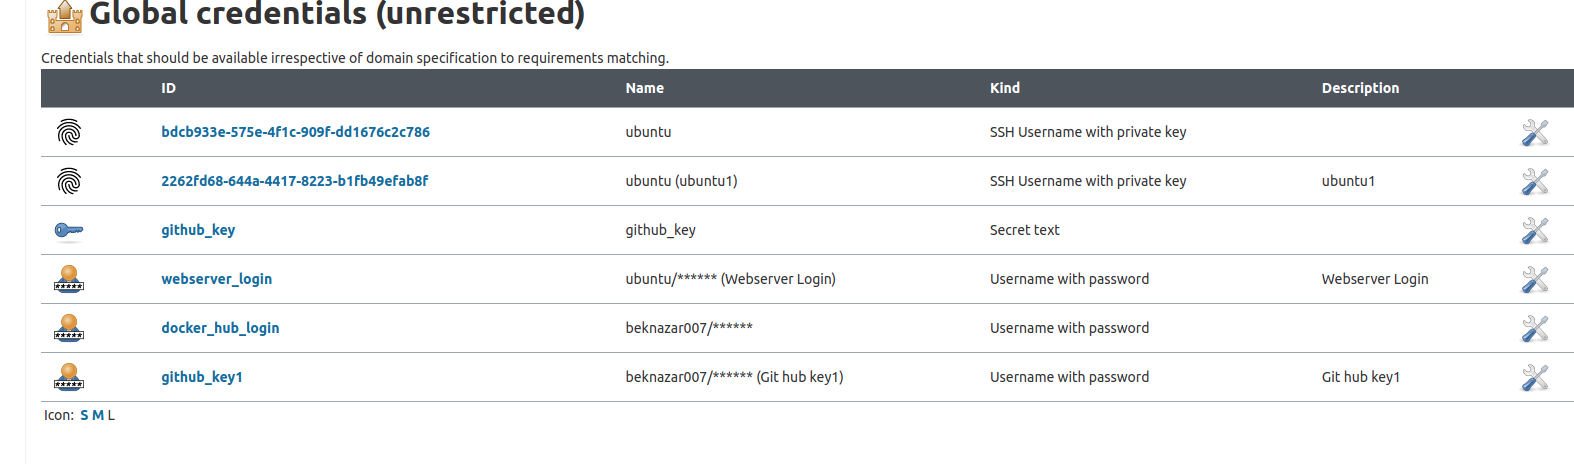 Global credentials (unrestricted)
Credentials that should be available irrespective of domain specification to requirements matching.
ID Name Kind Description
bdcb933e-575e-4f1c-909f-dd1676c2c786 ubuntu SSH Username with private key
2262fd68-644a-4417-8223-b1fb49efab8f ubuntu (ubuntu1) SSH Username with private key ubuntu1
github_key github_key Secret text
webserver_login ubuntu/****** (Webserver Login) Username with password Webserver Login
docker_hub_login beknazar007/****** Username with password
github_key1 beknazar007/****** (Git hub key1) Username with password Git hub key1
Icon: S M L